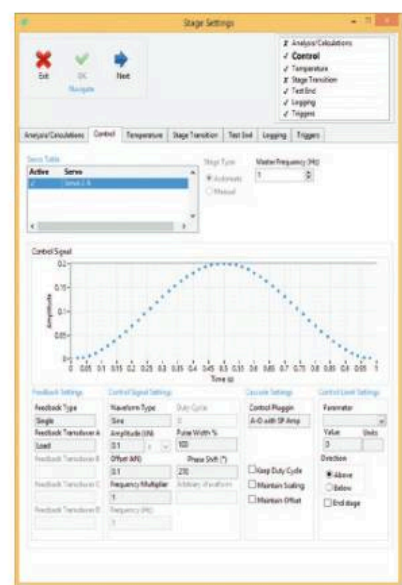 Stage Settings
Exit
OK
Next
Navigate
✗ Analysis/Calculations
✓ Control
✓ Temperature
✗ Stage Transition
✓ Test End
✓ Logging
✓ Triggers
Analysis/Calculations Control Temperature Stage Transition Test End Logging Triggers
Servo Table
Active Servo
Stage Type
Automatic
Manual
Master Frequency (Hz)
1
Control Signal
Amplitude
0.2
0.15
0.1
0.05
0
0 0.05 0.1 0.15 0.2 0.25 0.3 0.35 0.4 0.45 0.5 0.55 0.6 0.65 0.7 0.75 0.8 0.85 0.9 0.95 1
Time (s)
Feedback Settings
Feedback Type
Single
Feedback Transducer A
Load
Feedback Transducer B
Feedback Transducer C
Feedback Transducer D
Control Signal Settings
Waveform Type
Sine
Amplitude (kN)
0.1
Offset (kN)
0.1
Frequency Multiplier
1
Frequency (Hz)
1
Duty Cycle
0
Pulse Width %
100
Phase Shift (°)
270
Arbitrary Waveform
Cascade Settings
Control Pluggin
A-D with SP Amp
Keep Duty Cycle
Maintain Scaling
Maintain Offset
Control Limit Settings
Parameter
Value Units
0
Direction
Above
Below
End stage